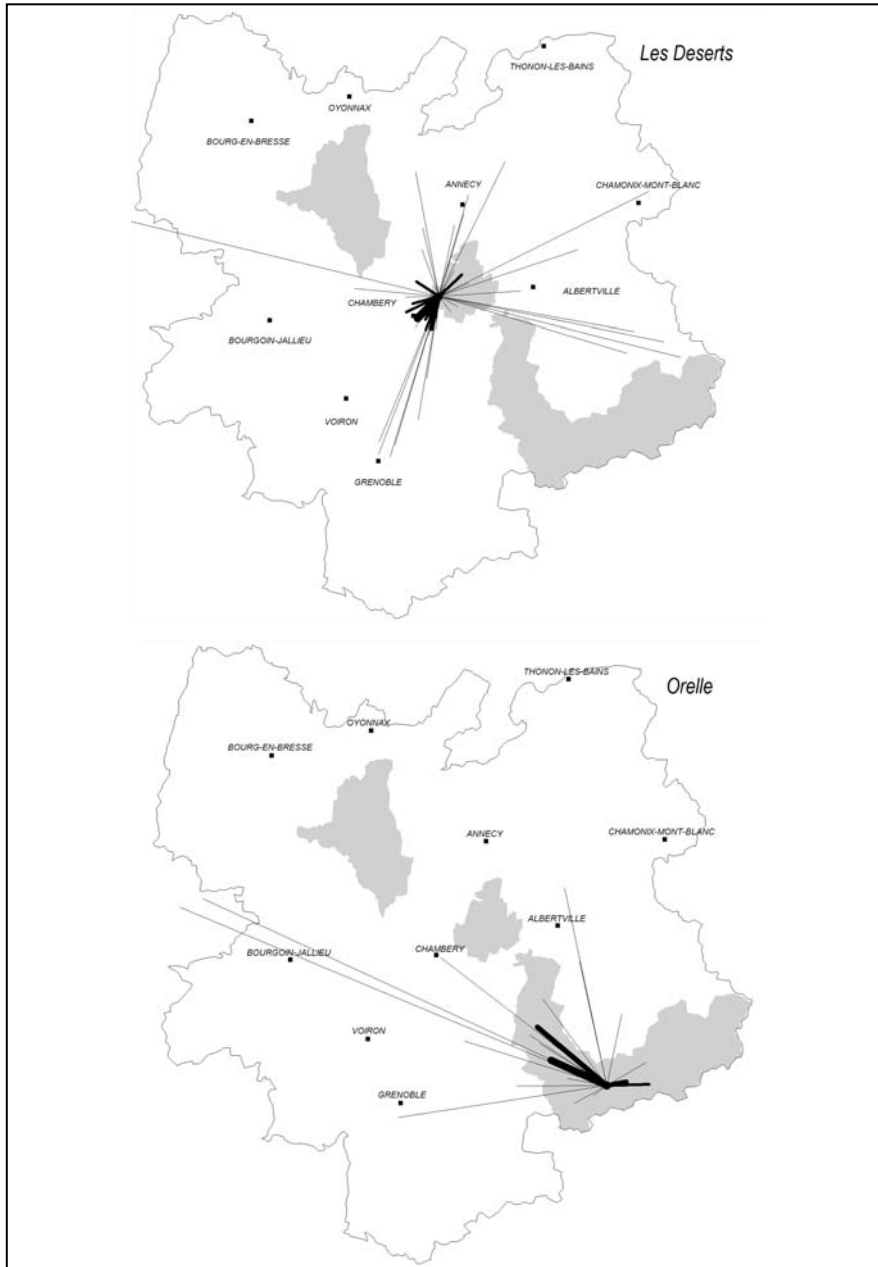 Les Deserts
THONON-LES-BAINS
OYONNAX
BOURG-EN-BRESSE
ANNECY
CHAMONIX-MONT-BLANC
ALBERTVILLE
CHAMBERY
BOURGOIN-JALLIEU
VOIRON
GRENOBLE
THONON-LES-BAINS
Orelle
OYONNAX
BOURG-EN-BRESSE
ANNECY
CHAMONIX-MONT-BLANC
ALBERTVILLE
CHAMBERY
BOURGOIN-JALLIEU
VOIRON
GRENOBLE